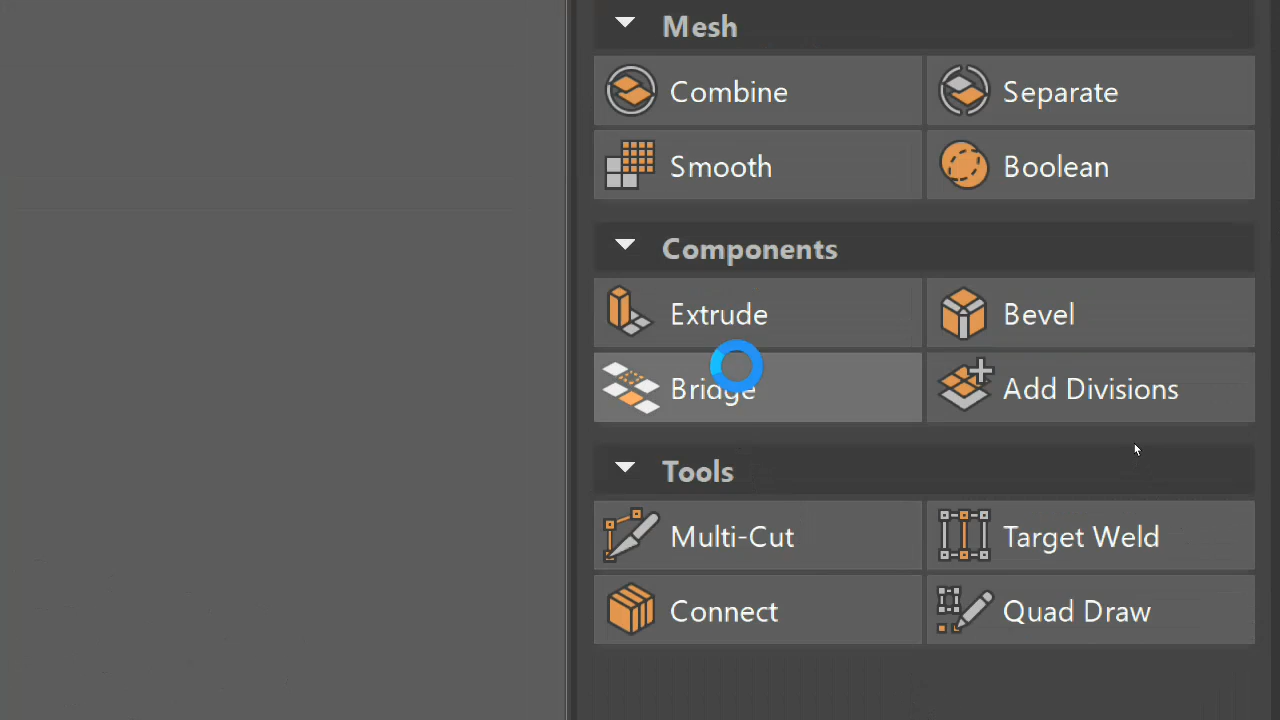 Mesh
Combine
Separate
Smooth
Boolean
Components
Extrude
Bevel
Bridge
Add Divisions
Tools
Multi-Cut
Target Weld
Connect
Quad Draw